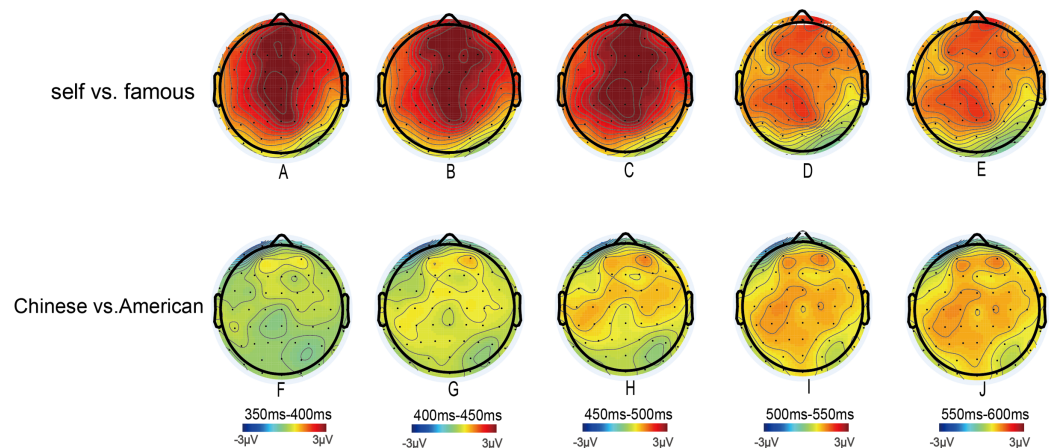 self vs. famous
A B C D E
Chinese vs.American
F G H I J
350ms-400ms 400ms-450ms 450ms-500ms 500ms-550ms 550ms-600ms
-3μV 3μV -3μV 3μV -3μV 3μV -3μV 3μV -3μV 3μV